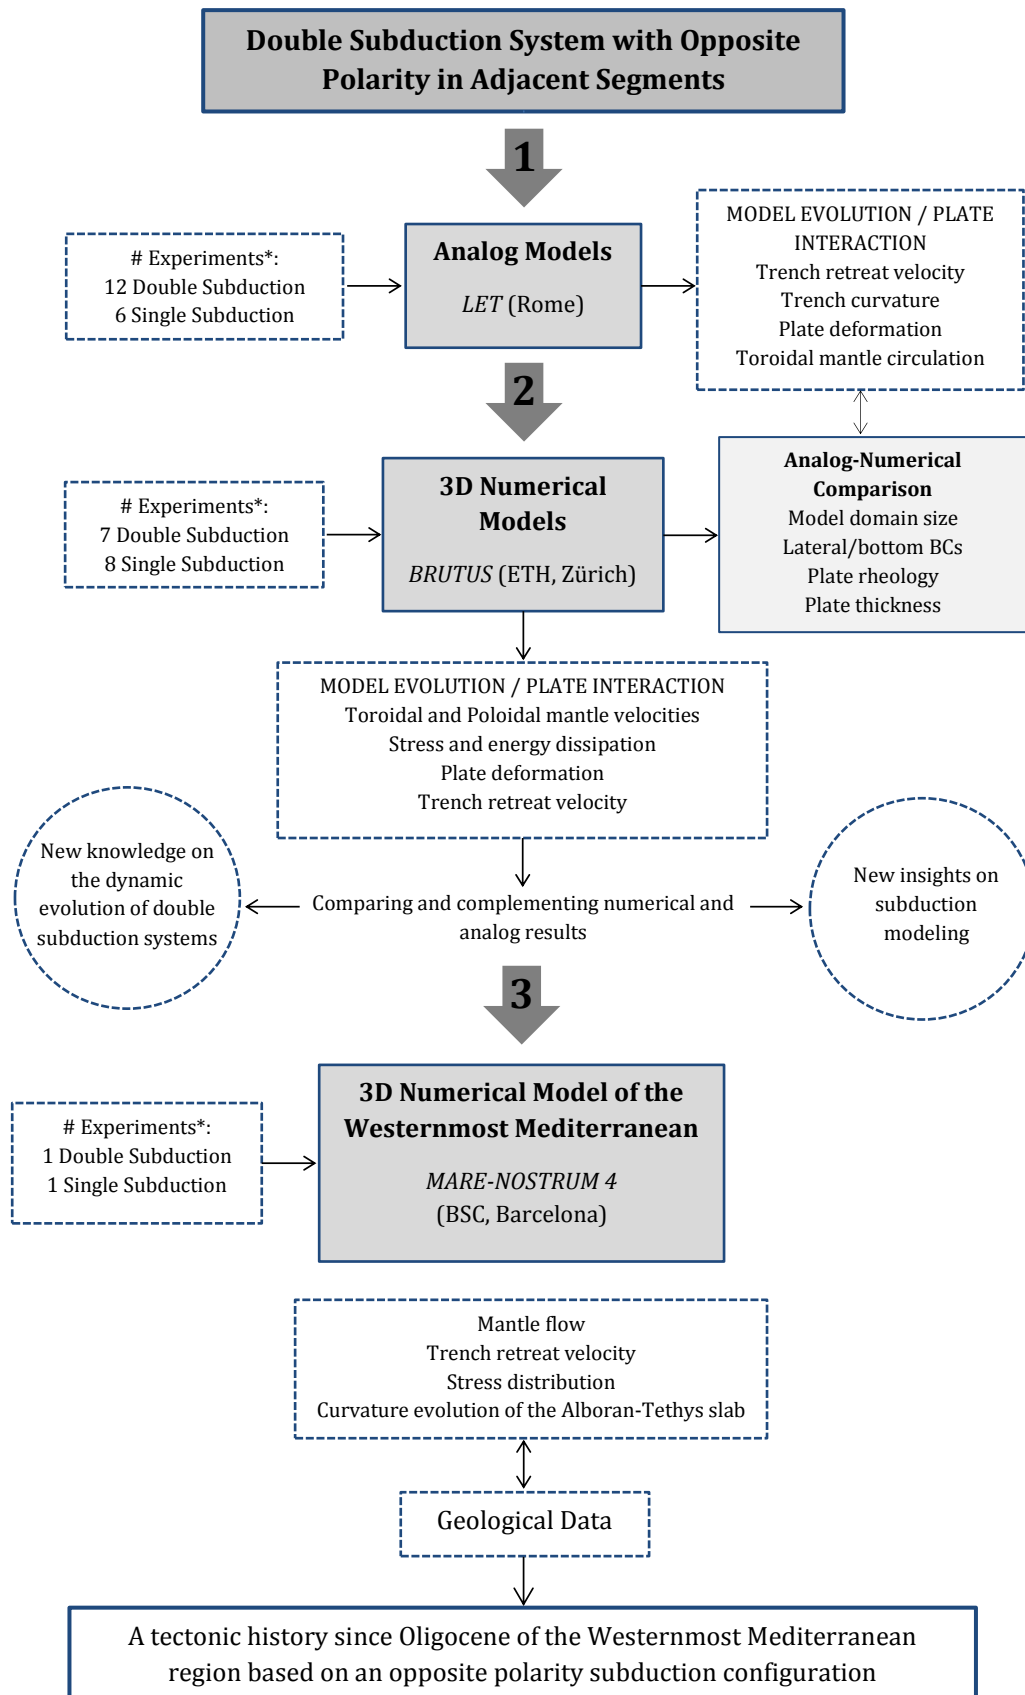 Double Subduction System with Opposite
Polarity in Adjacent Segments
1
# Experiments*:
12 Double Subduction
6 Single Subduction
Analog Models
LET (Rome)
MODEL EVOLUTION / PLATE
INTERACTION
Trench retreat velocity
Trench curvature
Plate deformation
Toroidal mantle circulation
2
# Experiments*:
7 Double Subduction
8 Single Subduction
3D Numerical
Models
BRUTUS (ETH, Zürich)
Analog-Numerical
Comparison
Model domain size
Lateral/bottom BCs
Plate rheology
Plate thickness
MODEL EVOLUTION / PLATE INTERACTION
Toroidal and Poloidal mantle velocities
Stress and energy dissipation
Plate deformation
Trench retreat velocity
New knowledge on
the dynamic
evolution of double
subduction systems
Comparing and complementing numerical and
analog results
New insights on
subduction
modeling
3
# Experiments*:
1 Double Subduction
1 Single Subduction
3D Numerical Model of the
Westernmost Mediterranean
MARE-NOSTRUM 4
(BSC, Barcelona)
Mantle flow
Trench retreat velocity
Stress distribution
Curvature evolution of the Alboran-Tethys slab
Geological Data
A tectonic history since Oligocene of the Westernmost Mediterranean
region based on an opposite polarity subduction configuration